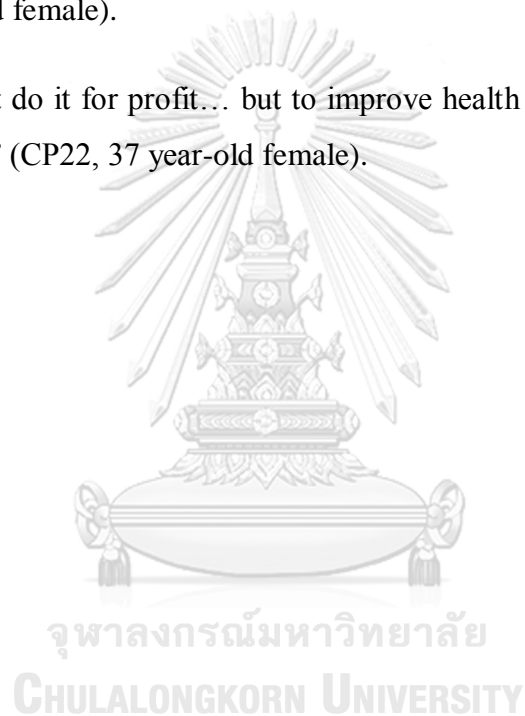 d female).
do it for profit… but to improve health
(CP22, 37 year-old female).
จุฬาลงกรณ์มหาวิทยาลัย
CHULALONGKORN UNIVERSITY